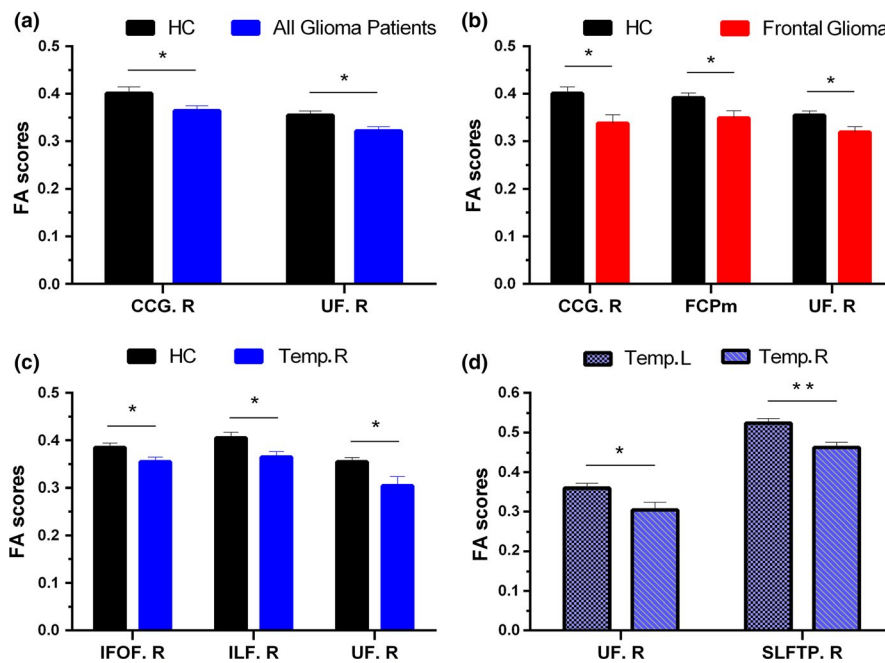 (a)
HC All Glioma Patients
FA scores
0.5
0.4
0.3
0.2
0.1
0.0
* *
CCG. R UF. R
(b)
HC Frontal Glioma
FA scores
0.5
0.4
0.3
0.2
0.1
0.0
* * *
CCG. R FCPm UF. R
(c)
HC Temp. R
FA scores
0.5
0.4
0.3
0.2
0.1
0.0
* * *
IFOF. R ILF. R UF. R
(d)
Temp. L Temp. R
FA scores
0.6
0.5
0.4
0.3
0.2
0.1
0.0
* **
UF. R SLFTP. R